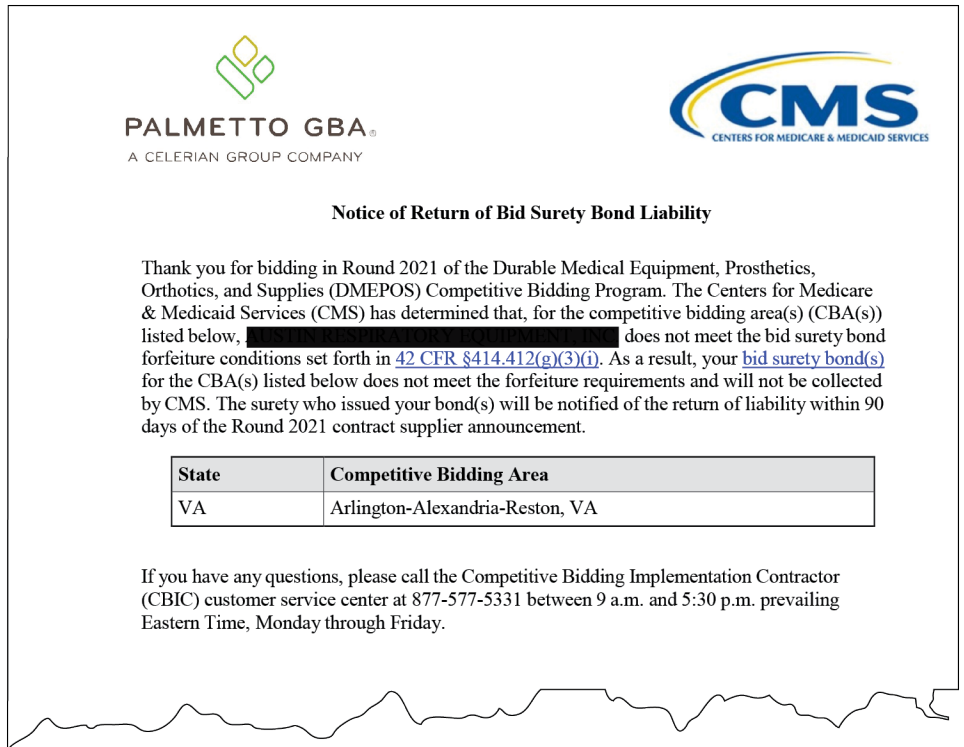 PALMETTO GBA®
A CELERIAN GROUP COMPANY
CMS
CENTERS FOR MEDICARE & MEDICAID SERVICES
Notice of Return of Bid Surety Bond Liability
Thank you for bidding in Round 2021 of the Durable Medical Equipment, Prosthetics,
Orthotics, and Supplies (DMEPOS) Competitive Bidding Program. The Centers for Medicare
& Medicaid Services (CMS) has determined that, for the competitive bidding area(s) (CBA(s))
listed below, AUSTIN RESPIRATORY EQUIPMENT, INC does not meet the bid surety bond
forfeiture conditions set forth in 42 CFR §414.412(g)(3)(i). As a result, your bid surety bond(s)
for the CBA(s) listed below does not meet the forfeiture requirements and will not be collected
by CMS. The surety who issued your bond(s) will be notified of the return of liability within 90
days of the Round 2021 contract supplier announcement.
State Competitive Bidding Area
VA Arlington-Alexandria-Reston, VA
If you have any questions, please call the Competitive Bidding Implementation Contractor
(CBIC) customer service center at 877-577-5331 between 9 a.m. and 5:30 p.m. prevailing
Eastern Time, Monday through Friday.